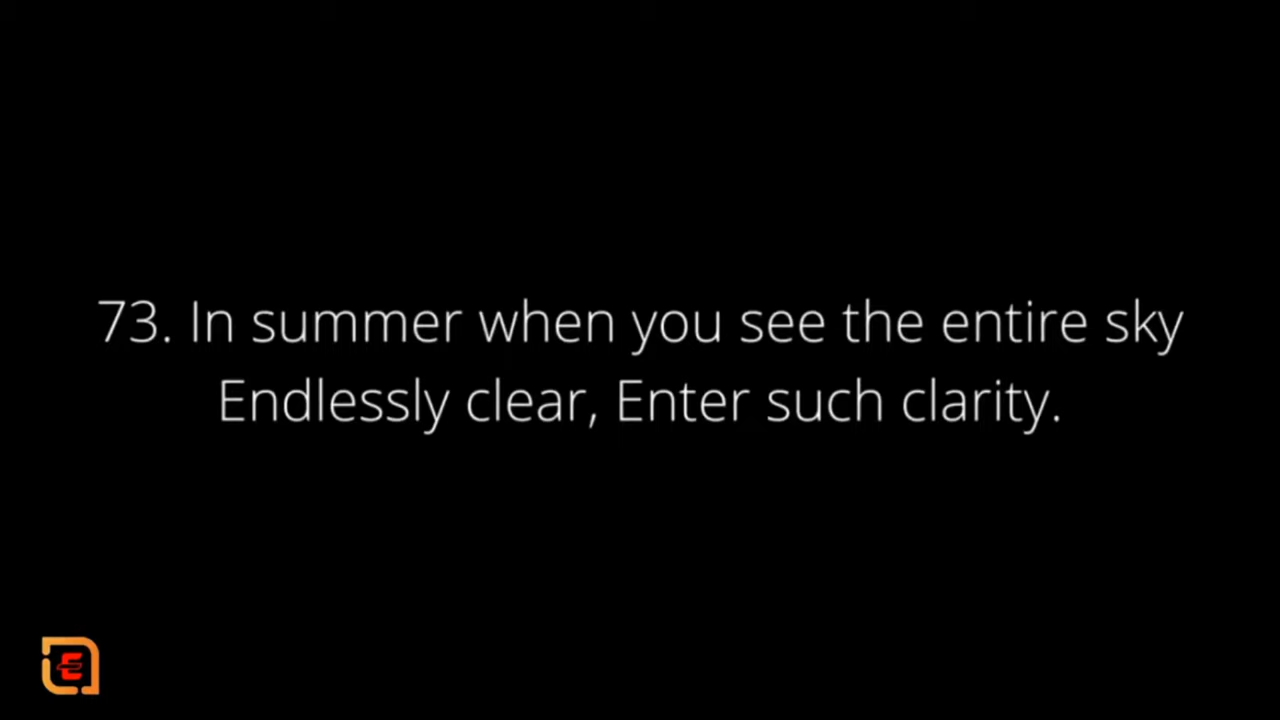 73. In summer when you see the entire sky
Endlessly clear, Enter such clarity.
E